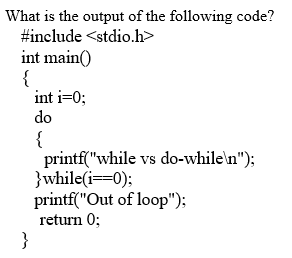 What is the output of the following code?
#include <stdio.h>
int main()
{
int i=0;
do
{
printf("while vs do-while\n");
}while(i==0);
printf("Out of loop");
return 0;
}